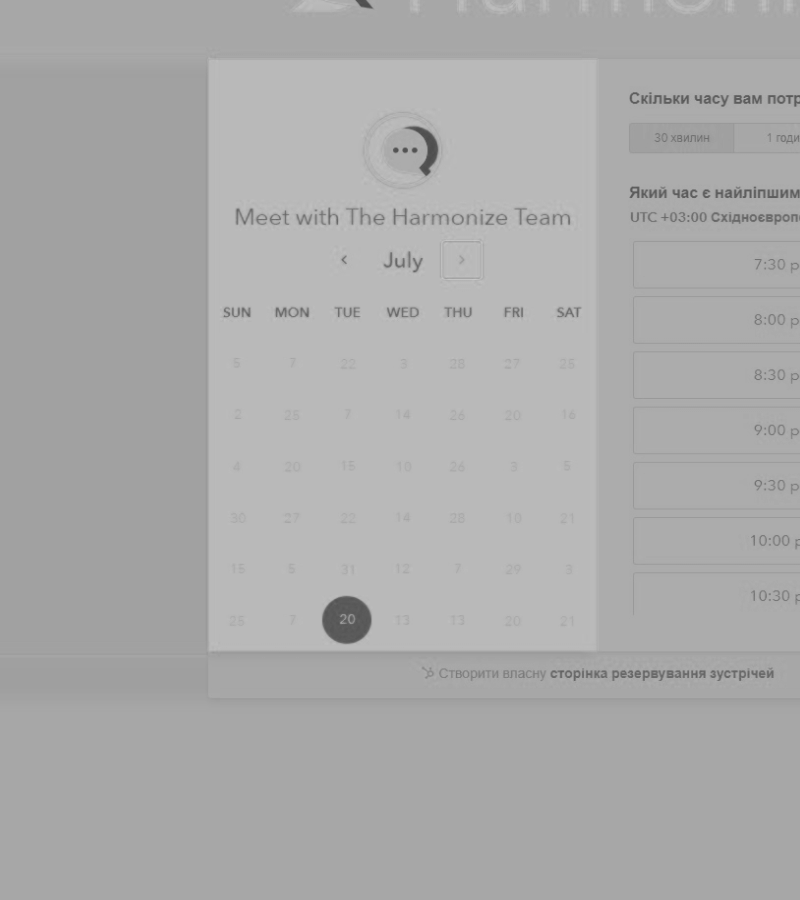 Harmoni
Meet with The Harmonize Team
‹ July ›
SUN MON TUE WED THU FRI SAT
5 7 22 3 28 27 25
2 25 7 14 26 20 16
4 20 15 10 26 3 5
30 27 22 14 28 10 21
15 5 31 12 7 29 3
25 7 20 13 13 20 21
Скільки часу вам потр
30 хвилин 1 годи
Який час є найліпшим
UTC +03:00 Східноєвропе
7:30 p
8:00 p
8:30 p
9:00 p
9:30 p
10:00 p
10:30 p
Створити власну сторінка резервування зустрічей